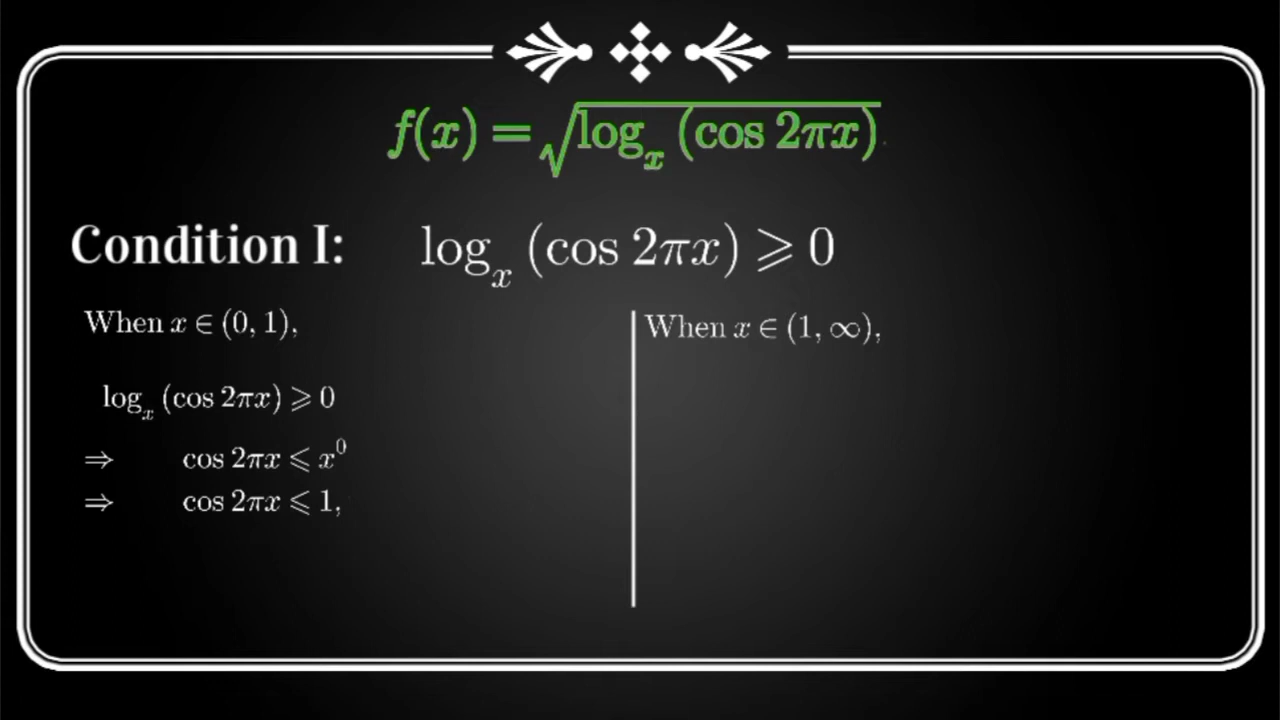 f(x) = √log_x (cos 2πx)
Condition I: log_x (cos 2πx) ⩾ 0
When x ∈ (0, 1),
log_x (cos 2πx) ⩾ 0
⇒ cos 2πx ⩽ x⁰
⇒ cos 2πx ⩽ 1,
When x ∈ (1, ∞),